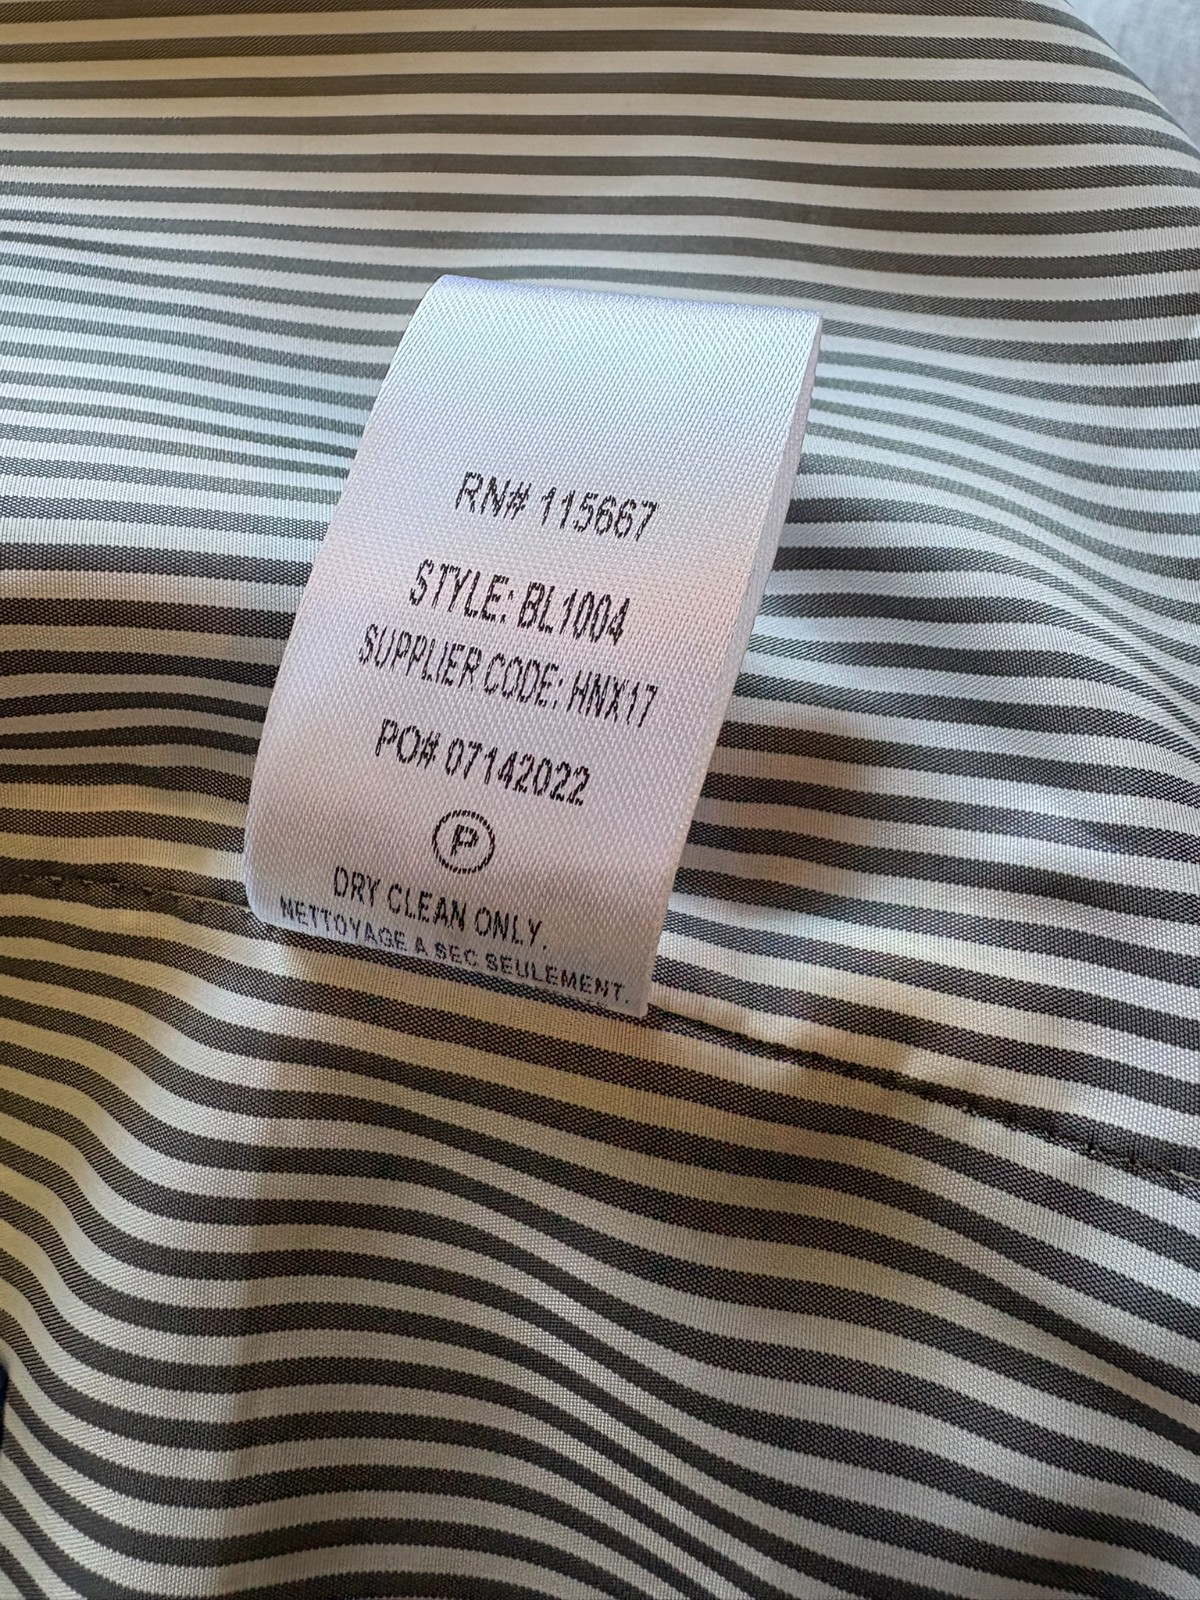 RN# 115667
STYLE: BL1004
SUPPLIER CODE: HNX17
PO# 07142022
P
DRY CLEAN ONLY.
NETTOYAGE A SEC SEULEMENT.